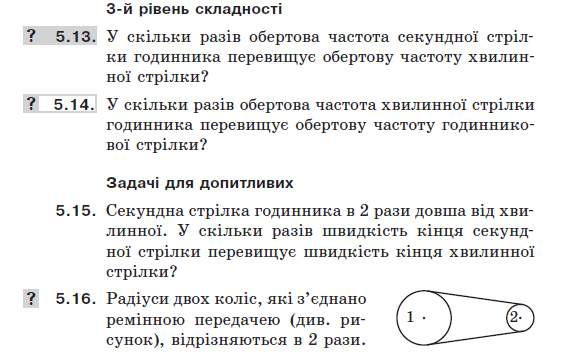 3-й рівень складності
? 5.13. У скільки разів обертова частота секундної стріл-
ки годинника перевищує обертову частоту хвилин-
ної стрілки?
? 5.14. У скільки разів обертова частота хвилинної стрілки
годинника перевищує обертову частоту годиннико-
вої стрілки?
Задачі для допитливих
5.15. Секундна стрілка годинника в 2 рази довша від хви-
линної. У скільки разів швидкість кінця секунд-
ної стрілки перевищує швидкість кінця хвилинної
стрілки?
? 5.16. Радіуси двох коліс, які з’єднано
ремінною передачею (див. ри-
сунок), відрізняються в 2 рази.
1 ·
2·